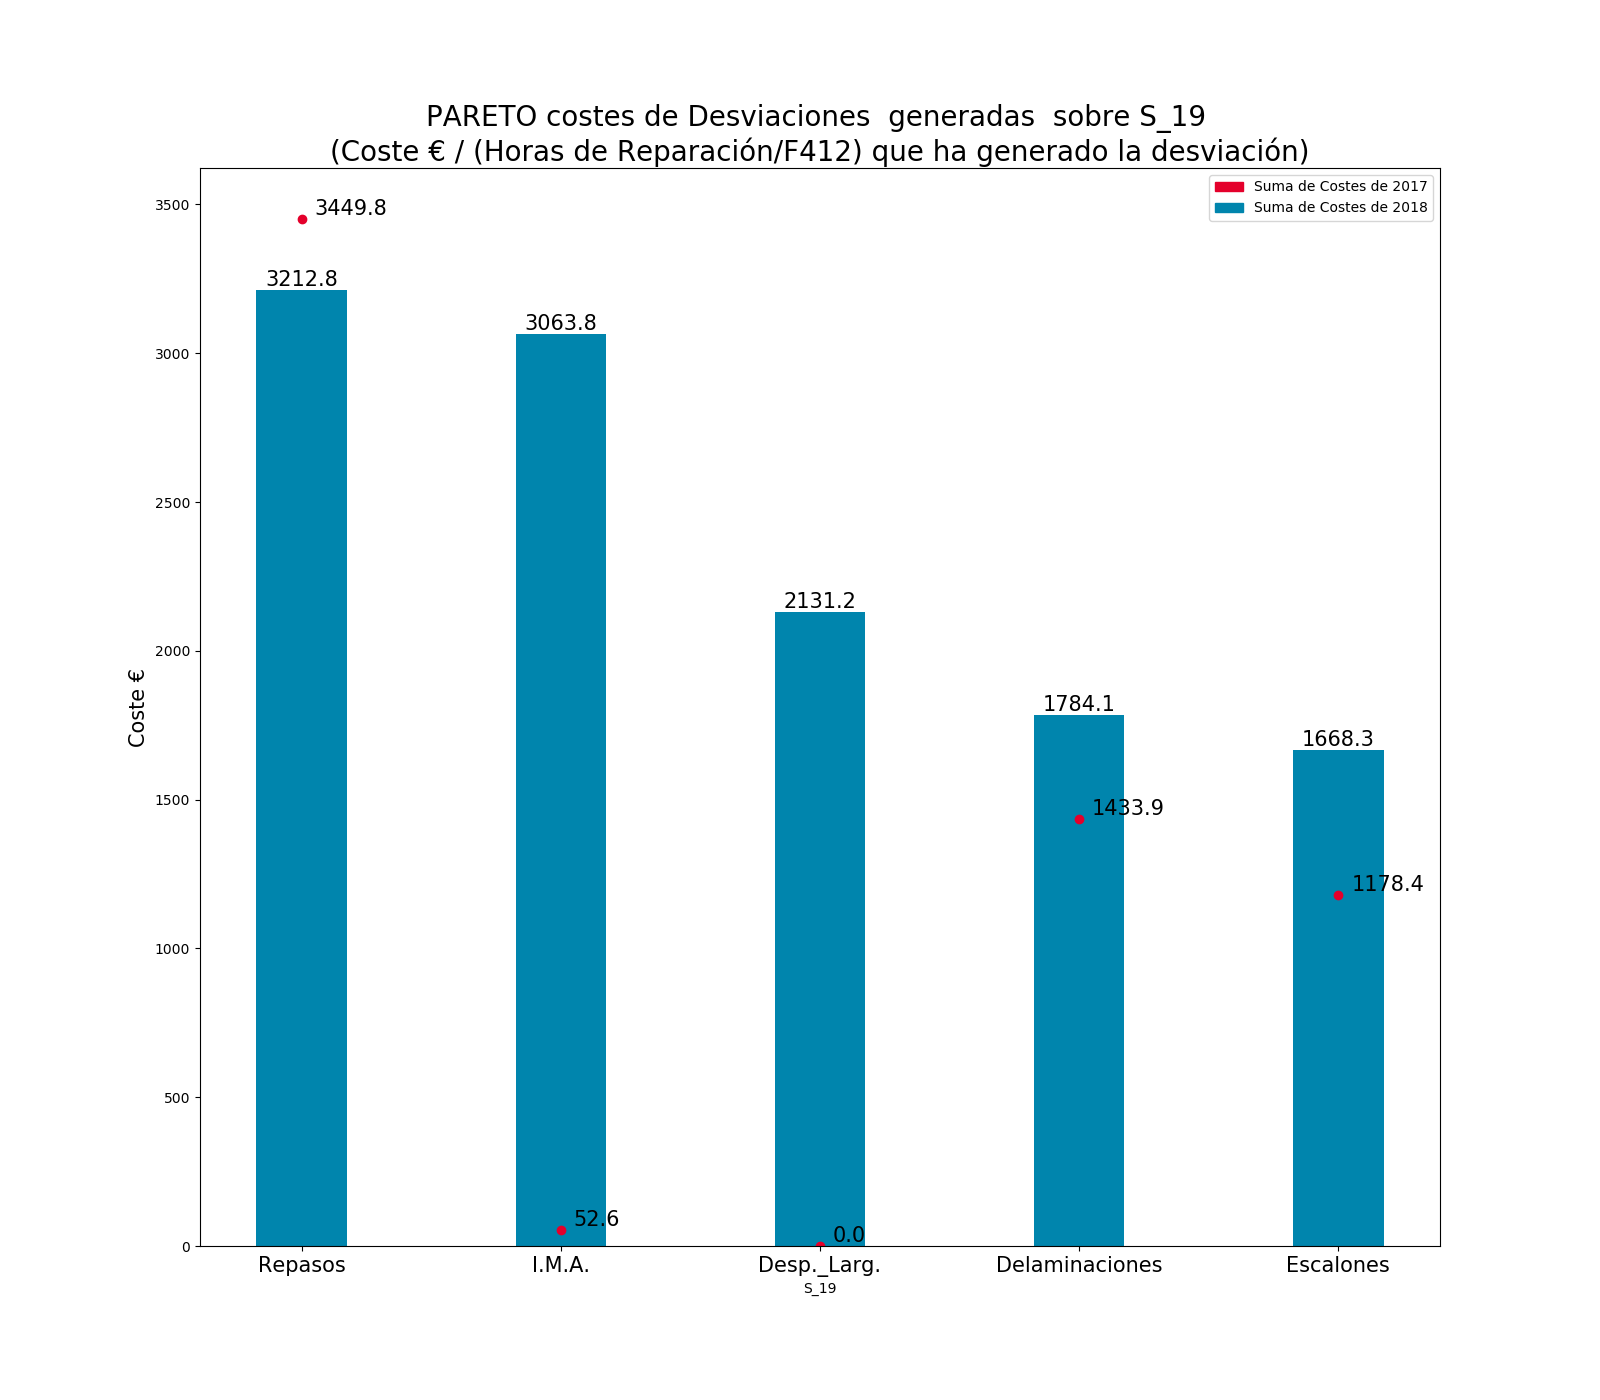 PARETO costes de Desviaciones  generadas  sobre S_19
(Coste € / (Horas de Reparación/F412) que ha generado la desviación)
Suma de Costes de 2017
Suma de Costes de 2018
3500
3000
2500
2000
1500
1000
500
0
Coste €
3449.8
3212.8
3063.8
2131.2
1784.1
1668.3
1433.9
1178.4
52.6
0.0
Repasos
I.M.A.
Desp._Larg.
Delaminaciones
Escalones
S_19